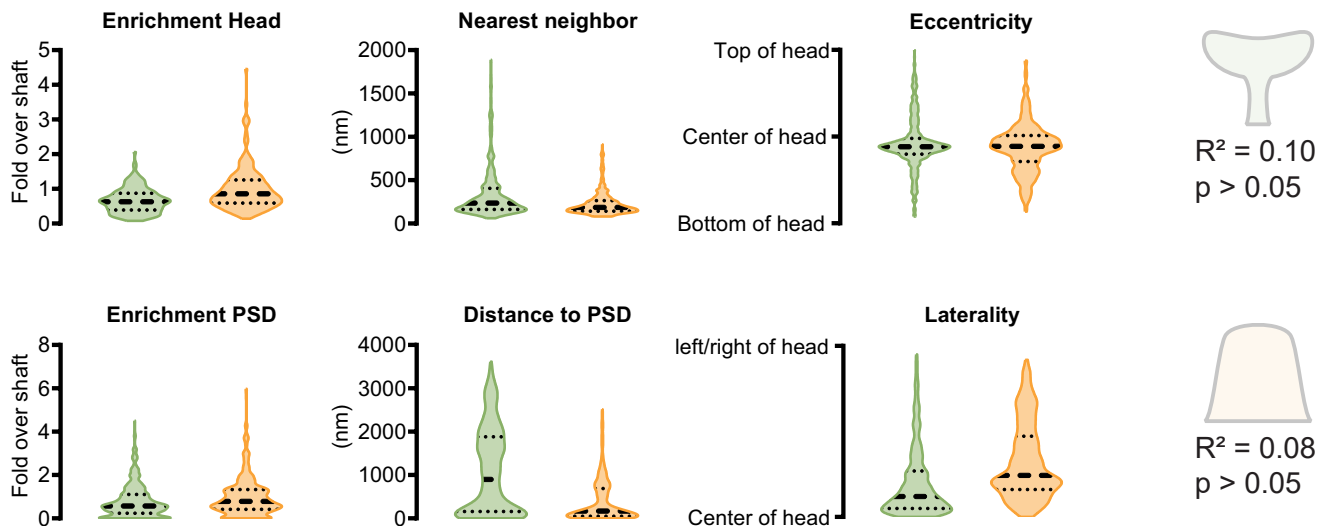 Enrichment Head
Fold over shaft
5
4
3
2
1
0
Nearest neighbor
(nm)
2000
1500
1000
500
0
Eccentricity
Top of head
Center of head
Bottom of head
R² = 0.10
p > 0.05
Enrichment PSD
Fold over shaft
8
6
4
2
0
Distance to PSD
(nm)
4000
3000
2000
1000
0
Laterality
left/right of head
Center of head
R² = 0.08
p > 0.05